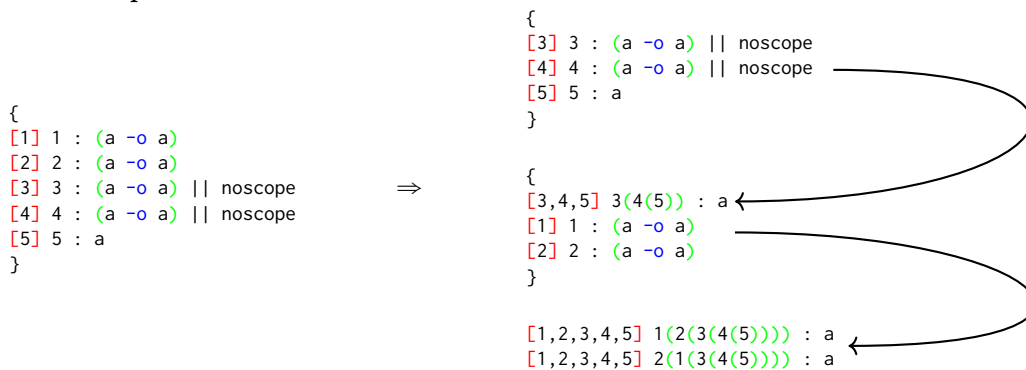 {
[1] 1 : (a -o a)
[2] 2 : (a -o a)
[3] 3 : (a -o a) || noscope
[4] 4 : (a -o a) || noscope
[5] 5 : a
}
⇒
{
[3] 3 : (a -o a) || noscope
[4] 4 : (a -o a) || noscope
[5] 5 : a
}
{
[3,4,5] 3(4(5)) : a
[1] 1 : (a -o a)
[2] 2 : (a -o a)
}
[1,2,3,4,5] 1(2(3(4(5)))) : a
[1,2,3,4,5] 2(1(3(4(5)))) : a